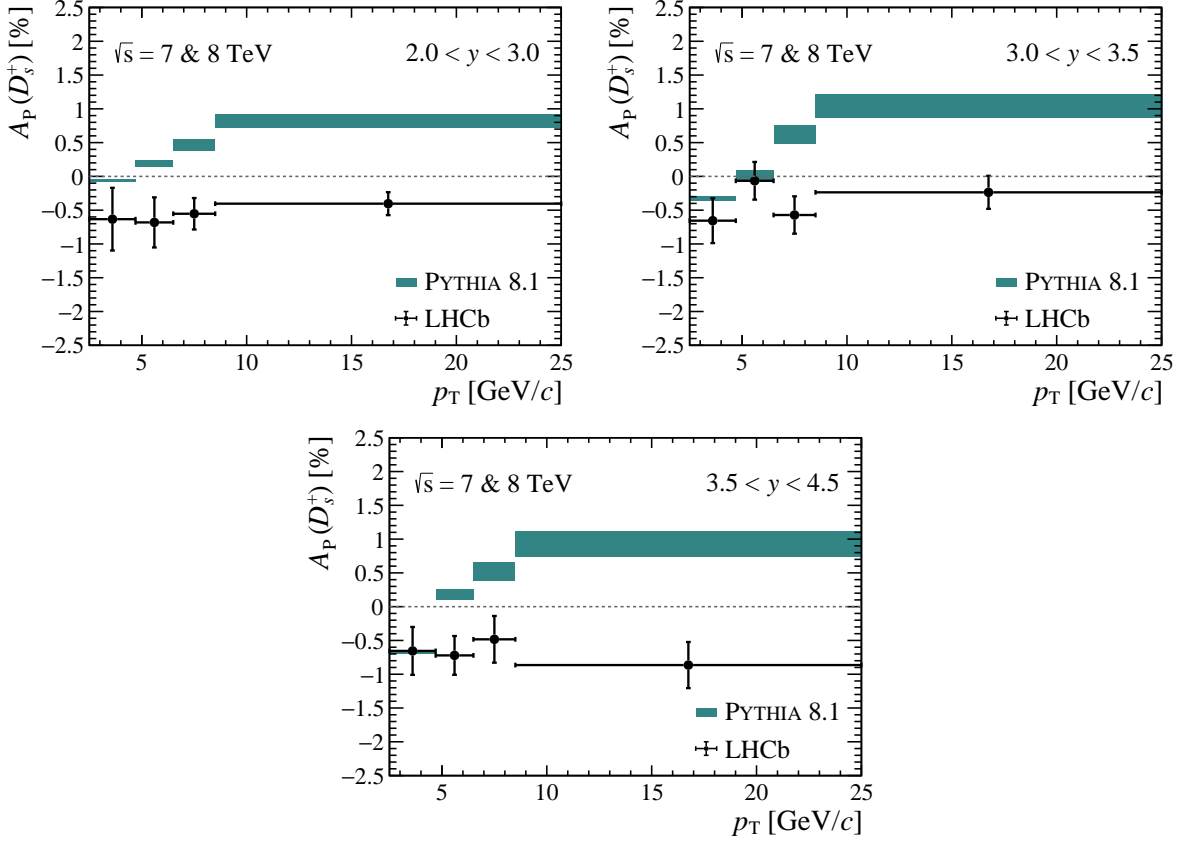 A_P(D_s^+) [%]
2.5
2
1.5
1
0.5
0
−0.5
−1
−1.5
−2
−2.5
√s = 7 & 8 TeV
2.0 < y < 3.0
PYTHIA 8.1
LHCb
5 10 15 20 25
p_T [GeV/c]
A_P(D_s^+) [%]
2.5
2
1.5
1
0.5
0
−0.5
−1
−1.5
−2
−2.5
√s = 7 & 8 TeV
3.0 < y < 3.5
PYTHIA 8.1
LHCb
5 10 15 20 25
p_T [GeV/c]
A_P(D_s^+) [%]
2.5
2
1.5
1
0.5
0
−0.5
−1
−1.5
−2
−2.5
√s = 7 & 8 TeV
3.5 < y < 4.5
PYTHIA 8.1
LHCb
5 10 15 20 25
p_T [GeV/c]